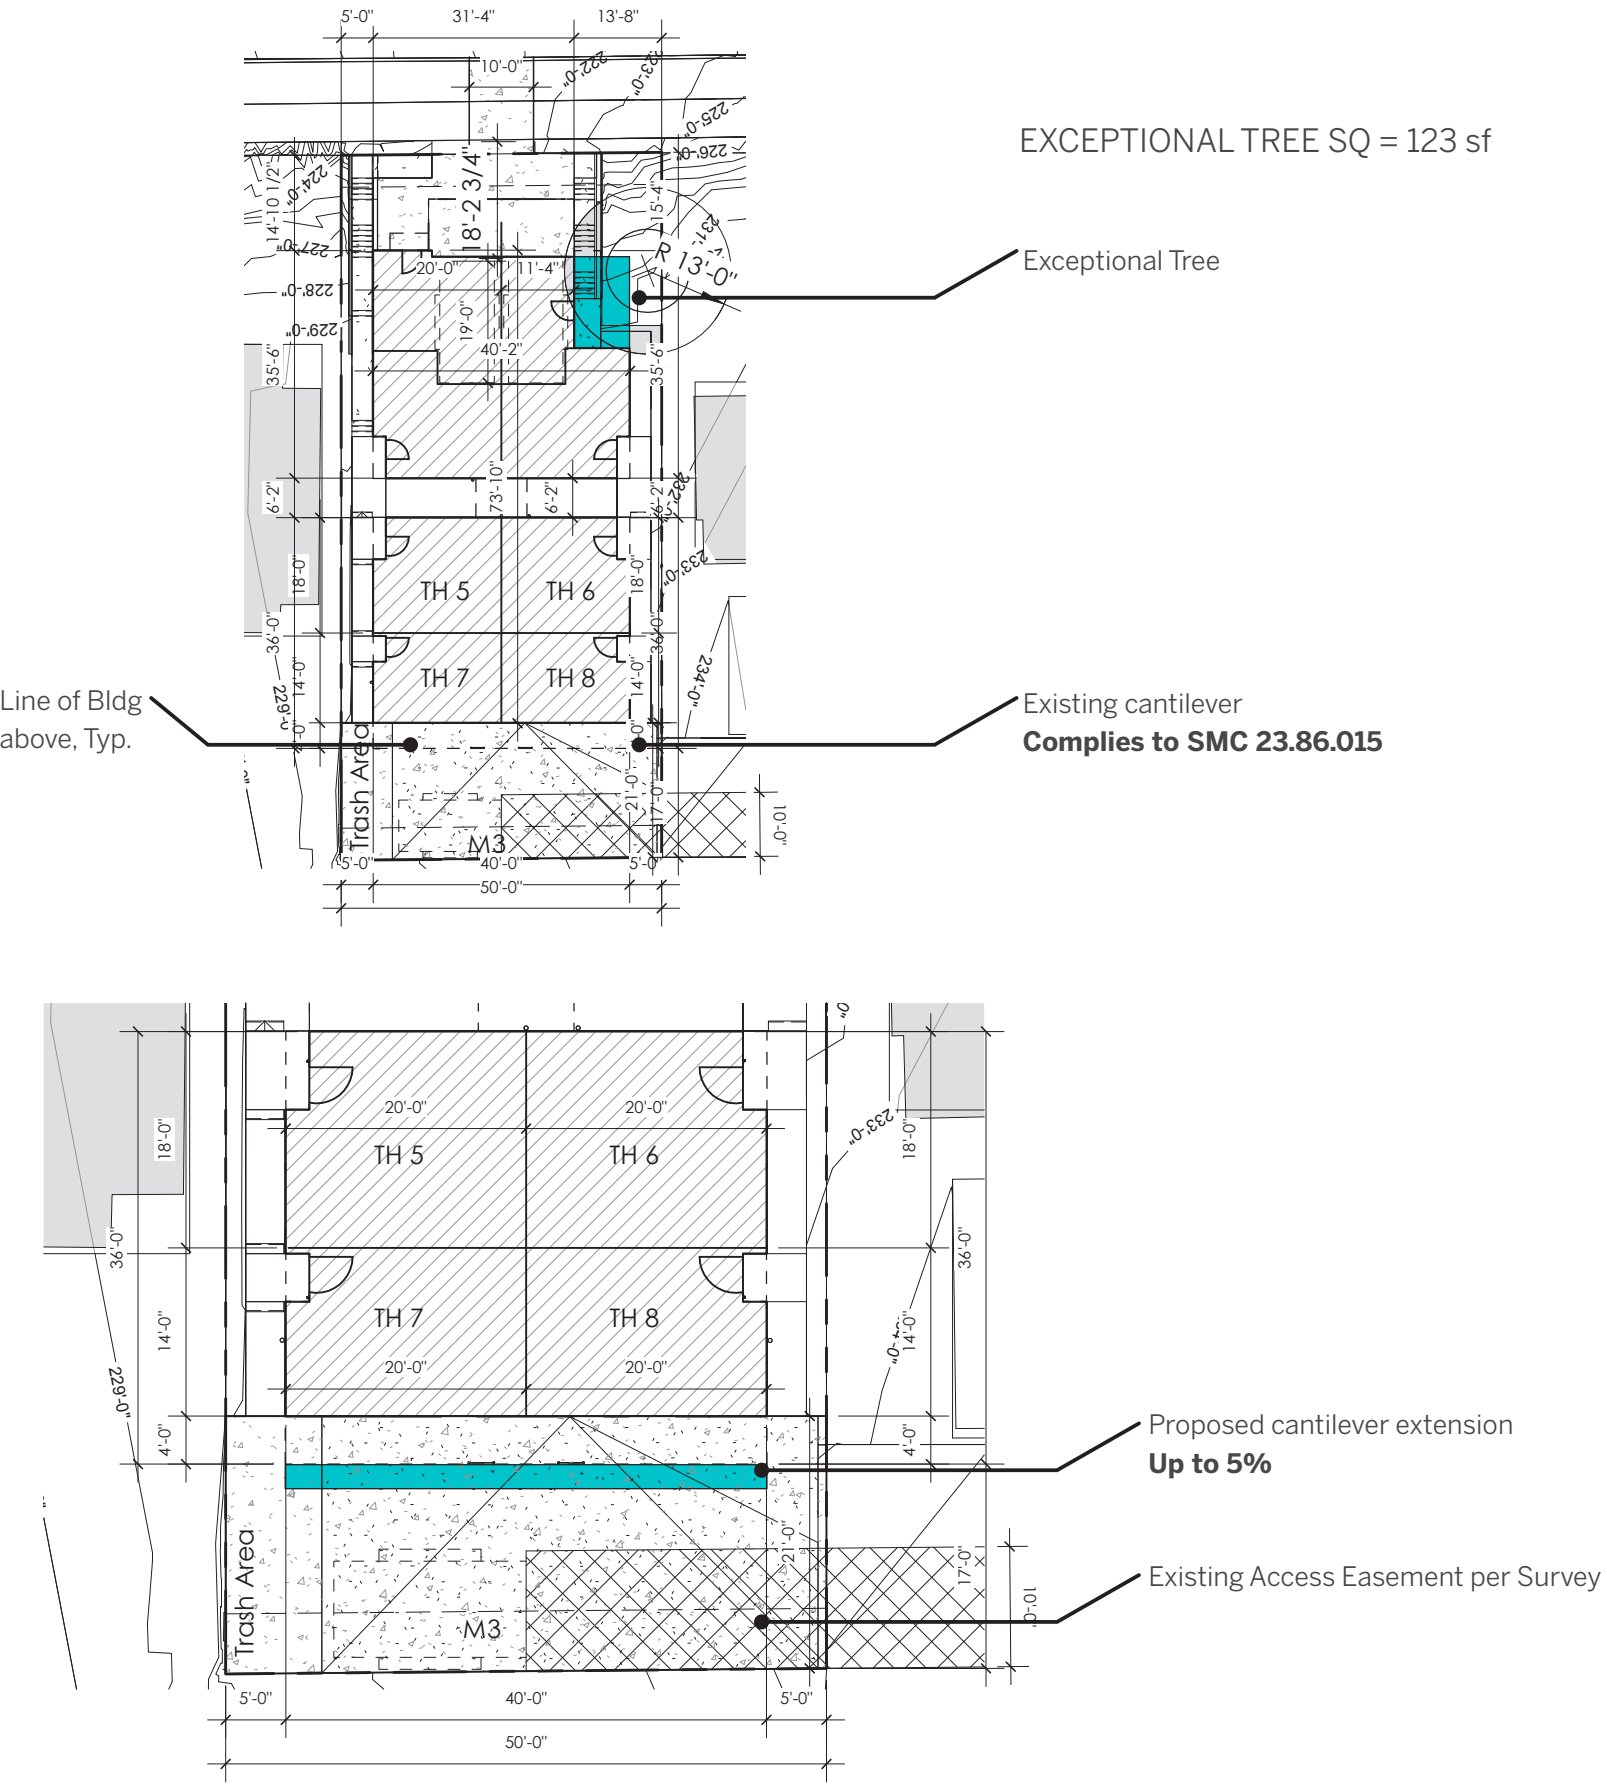 5'-0"
31'-4"
13'-8"
10'-0"
222'-0"
223'-0"
225'-0"
226'-0"
EXCEPTIONAL TREE SQ = 123 sf
14'-10 1/2"
224'-0"
18'-2 3/4"
15'-4"
231'-
227'-0"
R 13'-0"
Exceptional Tree
20'-0"
11'-4"
228'-0"
229'-0"
19'-0"
40'-2"
35'-6"
35'-6"
6'-2"
73'-10"
6'-2"
6'-2"
232'-0"
233'-0"
18'-0"
TH 5
TH 6
18'-0"
36'-0"
36'-0"
14'-0"
TH 7
TH 8
14'-0"
234'-0"
229'-0"
Line of Bldg
above, Typ.
Existing cantilever
Complies to SMC 23.86.015
Trash Area
21'-0"
17'-0"
10'-0"
M3
5'-0"
40'-0"
5'-0"
50'-0"
20'-0"
20'-0"
233'-0"
18'-0"
TH 5
TH 6
18'-0"
36'-0"
36'-0"
14'-0"
TH 7
TH 8
14'-0"
20'-0"
20'-0"
229'-0"
4'-0"
4'-0"
Proposed cantilever extension
Up to 5%
Trash Area
21'-0"
17'-0"
10'-0"
Existing Access Easement per Survey
M3
5'-0"
40'-0"
5'-0"
50'-0"